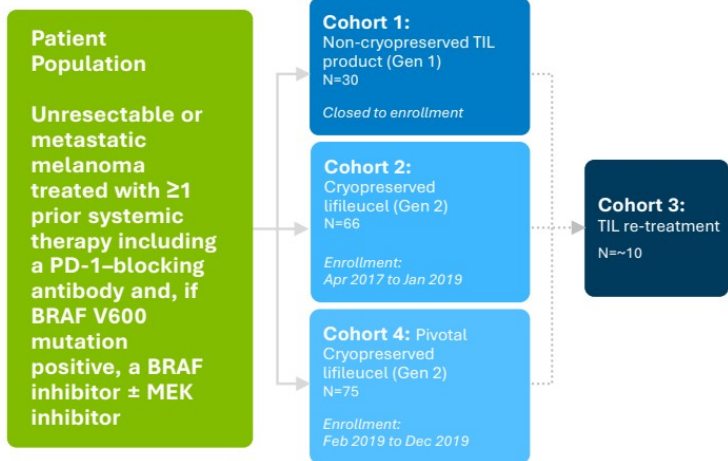 Patient
Population
Unresectable or
metastatic
melanoma
treated with ≥1
prior systemic
therapy including
a PD-1–blocking
antibody and, if
BRAF V600
mutation
positive, a BRAF
inhibitor ± MEK
inhibitor
Cohort 1:
Non-cryopreserved TIL
product (Gen 1)
N=30
Closed to enrollment
Cohort 2:
Cryopreserved
lifileucel (Gen 2)
N=66
Enrollment:
Apr 2017 to Jan 2019
Cohort 4: Pivotal
Cryopreserved
lifileucel (Gen 2)
N=75
Enrollment:
Feb 2019 to Dec 2019
Cohort 3:
TIL re-treatment
N=~10